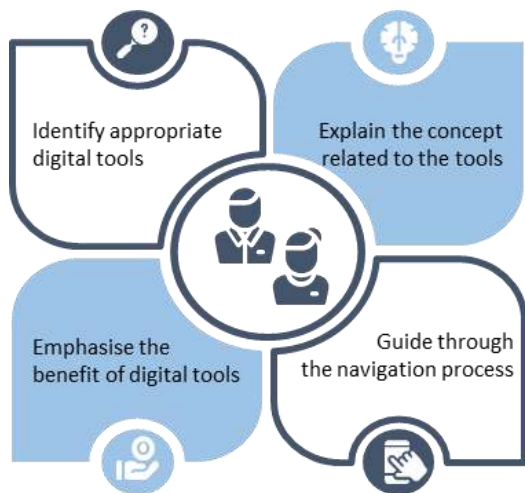 Identify appropriate
digital tools
Explain the concept
related to the tools
Emphasise the
benefit of digital tools
Guide through
the navigation process